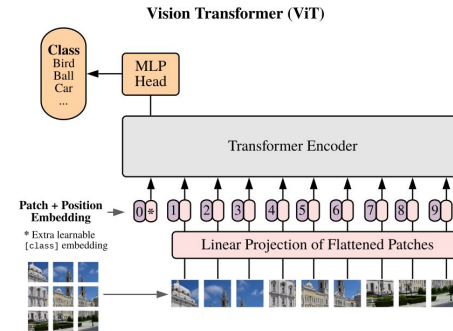 Vision Transformer (ViT)
Class
Bird
Ball
Car
...
MLP
Head
Transformer Encoder
Patch + Position
Embedding
0 * 1 2 3 4 5 6 7 8 9
* Extra learnable
[class] embedding
Linear Projection of Flattened Patches